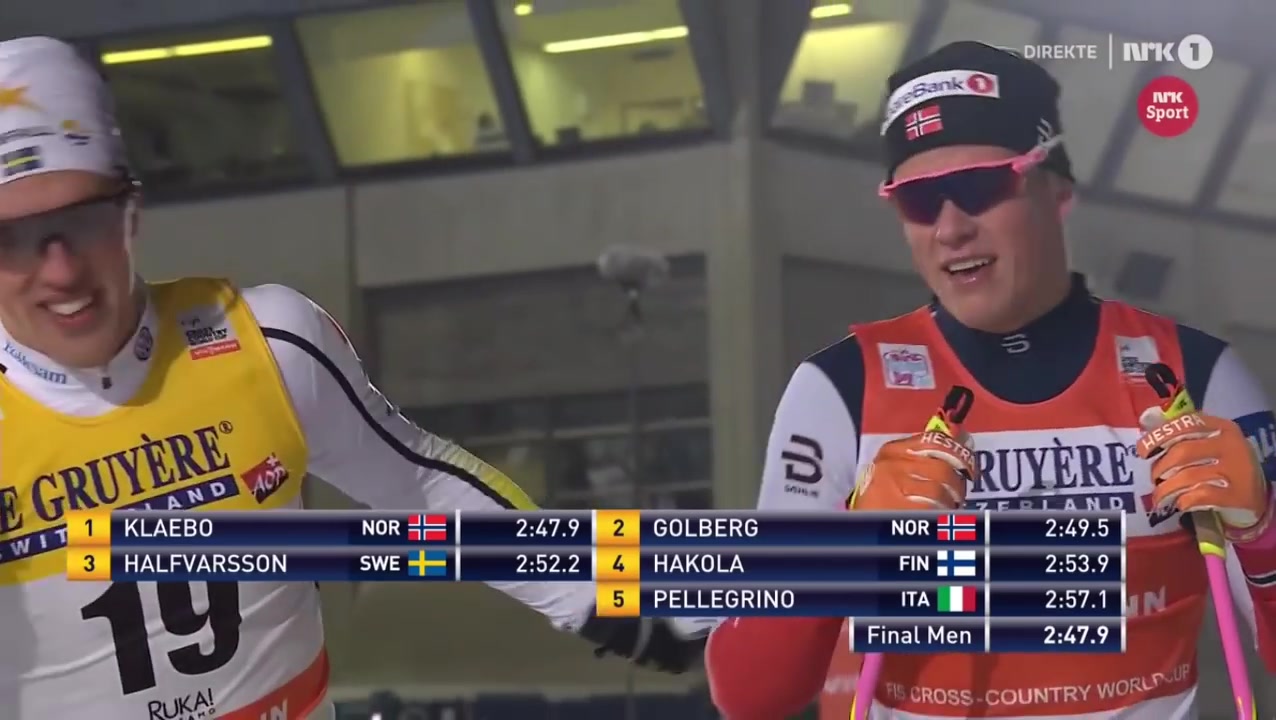 DIREKTE | NRK 1
NRK
Sport
HESTRA
HESTRA
GRUYÈRE®
RUYÈRE
1 KLAEBO NOR 2:47.9
2 GOLBERG NOR 2:49.5
3 HALFVARSSON SWE 2:52.2
4 HAKOLA FIN 2:53.9
5 PELLEGRINO ITA 2:57.1
Final Men 2:47.9
19
RUKA!
FIS CROSS-COUNTRY WORLD CUP